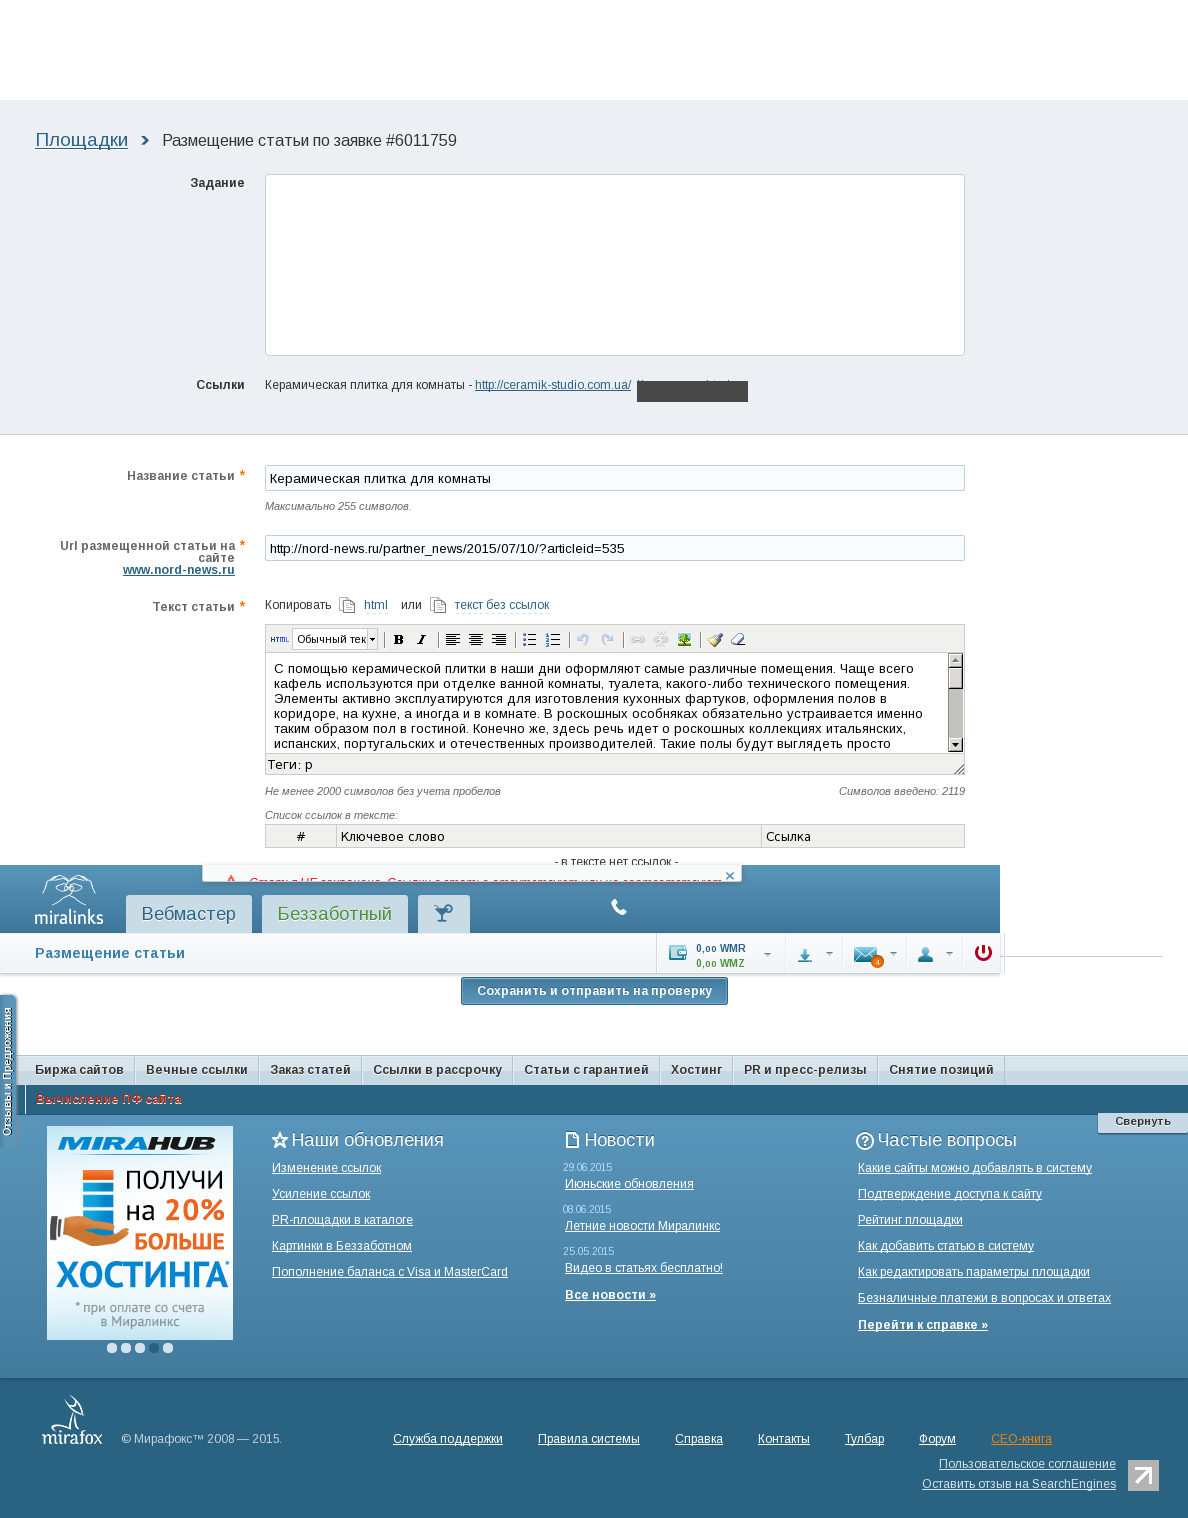 Площадки Размещение статьи по заявке #6011759
Задание
Ссылки Керамическая плитка для комнаты - http://ceramik-studio.com.ua/
Название статьи * Керамическая плитка для комнаты
Максимально 255 символов.
Url размещенной статьи на * http://nord-news.ru/partner_news/2015/07/10/?articleid=535
сайте
www.nord-news.ru
Текст статьи * Копировать html или текст без ссылок
HTML Обычный тек B I
С помощью керамической плитки в наши дни оформляют самые различные помещения. Чаще всего
кафель используются при отделке ванной комнаты, туалета, какого-либо технического помещения.
Элементы активно эксплуатируются для изготовления кухонных фартуков, оформления полов в
коридоре, на кухне, а иногда и в комнате. В роскошных особняках обязательно устраивается именно
таким образом пол в гостиной. Конечно же, здесь речь идет о роскошных коллекциях итальянских,
испанских, португальских и отечественных производителей. Такие полы будут выглядеть просто
Теги: p
Не менее 2000 символов без учета пробелов Символов введено: 2119
Список ссылок в тексте:
# Ключевое слово Ссылка
- в тексте нет ссылок -
miralinks Вебмастер Беззаботный
Размещение статьи 0,00 WMR
0,00 WMZ
4
Сохранить и отправить на проверку
Отзывы и Предложения
Биржа сайтов Вечные ссылки Заказ статей Ссылки в рассрочку Статьи с гарантией Хостинг PR и пресс-релизы Снятие позиций
Вычисление ПФ сайта
Свернуть
MIRAHUB
ПОЛУЧИ
НА 20%
БОЛЬШЕ
ХОСТИНГА*
* при оплате со счета
в Миралинкс
Наши обновления
Изменение ссылок
Усиление ссылок
PR-площадки в каталоге
Картинки в Беззаботном
Пополнение баланса с Visa и MasterCard
Новости
29.06.2015
Июньские обновления
08.06.2015
Летние новости Миралинкс
25.05.2015
Видео в статьях бесплатно!
Все новости »
Частые вопросы
Какие сайты можно добавлять в систему
Подтверждение доступа к сайту
Рейтинг площадки
Как добавить статью в систему
Как редактировать параметры площадки
Безналичные платежи в вопросах и ответах
Перейти к справке »
mirafox © Мирафокс™ 2008 — 2015. Служба поддержки Правила системы Справка Контакты Тулбар Форум СЕО-книга
Пользовательское соглашение
Оставить отзыв на SearchEngines